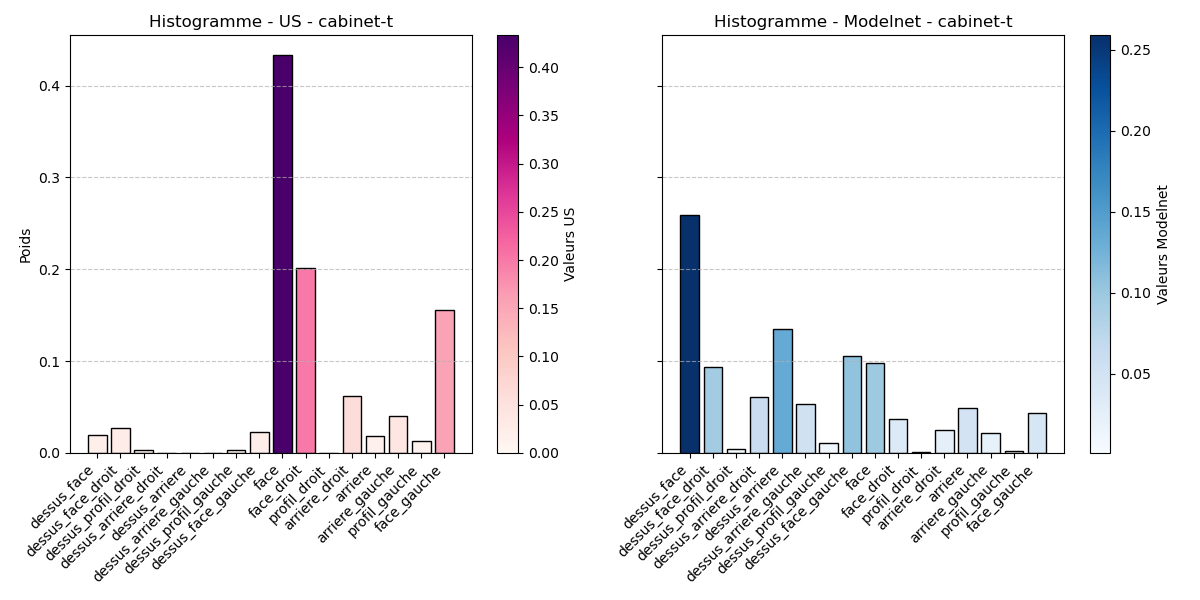 Histogramme - US - cabinet-t
Poids
0.4
0.3
0.2
0.1
0.0
dessus_face
dessus_face_droit
dessus_profil_droit
dessus_arriere_droit
dessus_arriere
dessus_arriere_gauche
dessus_profil_gauche
dessus_face_gauche
face
face_droit
profil_droit
arriere_droit
arriere
arriere_gauche
profil_gauche
face_gauche
0.40
0.35
0.30
0.25
0.20
0.15
0.10
0.05
0.00
Valeurs US
Histogramme - Modelnet - cabinet-t
dessus_face
dessus_face_droit
dessus_profil_droit
dessus_arriere_droit
dessus_arriere
dessus_arriere_gauche
dessus_profil_gauche
dessus_face_gauche
face
face_droit
profil_droit
arriere_droit
arriere
arriere_gauche
profil_gauche
face_gauche
0.25
0.20
0.15
0.10
0.05
Valeurs Modelnet